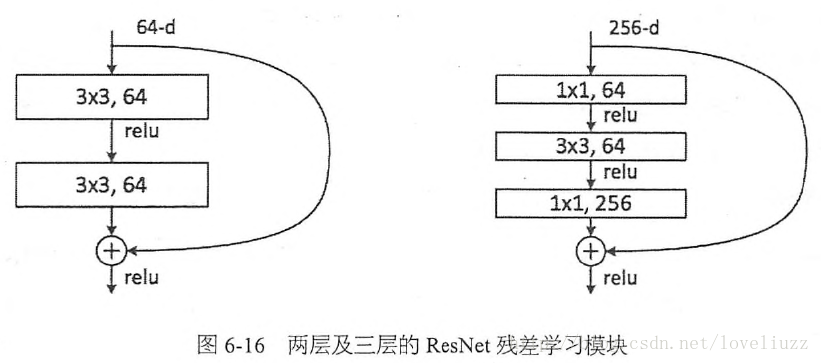 64-d
3x3, 64
relu
3x3, 64
relu
256-d
1x1, 64
relu
3x3, 64
relu
1x1, 256
relu
图 6-16 两层及三层的 ResNet 残差学习模块
csdn.net/loveliuzz